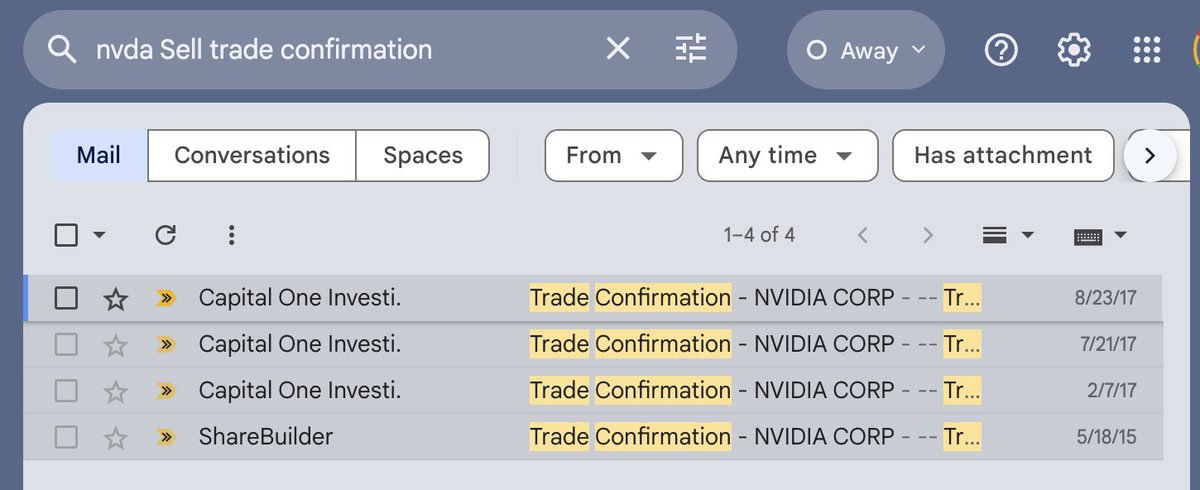 nvda Sell trade confirmation
Away
Mail Conversations Spaces From Any time Has attachment
1–4 of 4
Capital One Investi. Trade Confirmation - NVIDIA CORP - -- Tr... 8/23/17
Capital One Investi. Trade Confirmation - NVIDIA CORP - -- Tr... 7/21/17
Capital One Investi. Trade Confirmation - NVIDIA CORP - -- Tr... 2/7/17
ShareBuilder Trade Confirmation - NVIDIA CORP - -- Tr... 5/18/15